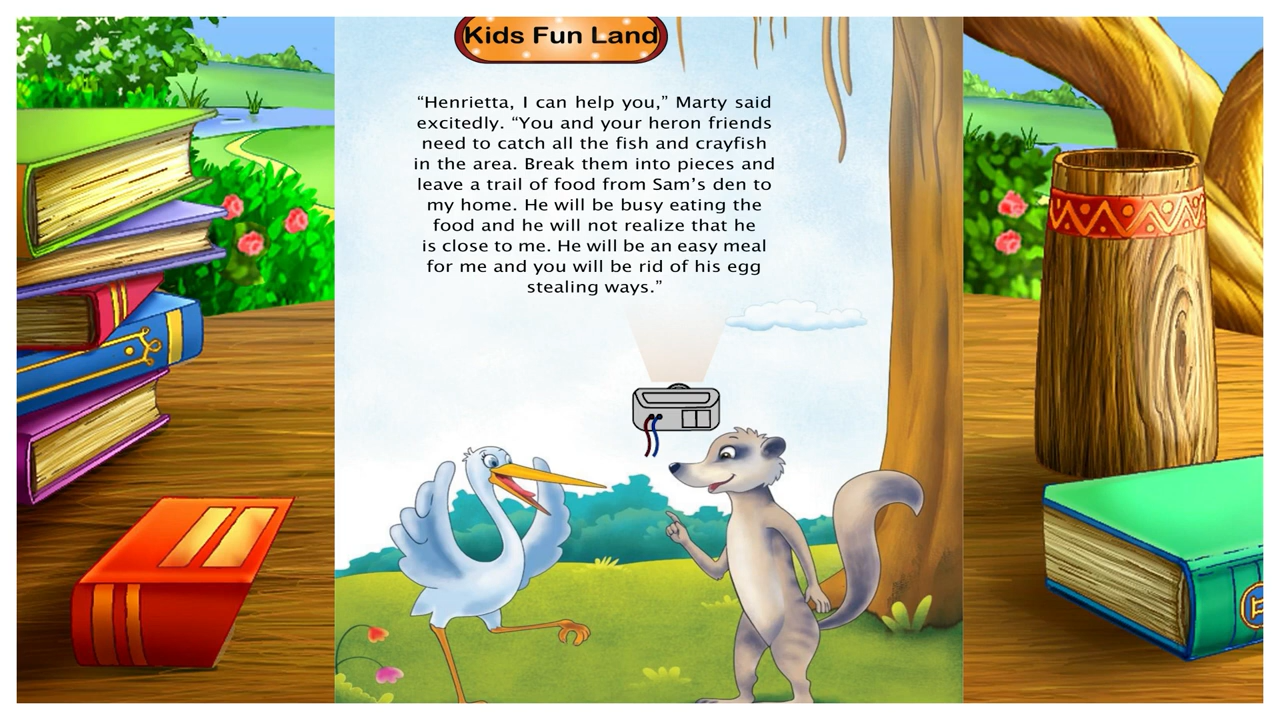 Kids Fun Land
“Henrietta, I can help you,” Marty said
excitedly. “You and your heron friends
need to catch all the fish and crayfish
in the area. Break them into pieces and
leave a trail of food from Sam’s den to
my home. He will be busy eating the
food and he will not realize that he
is close to me. He will be an easy meal
for me and you will be rid of his egg
stealing ways.”